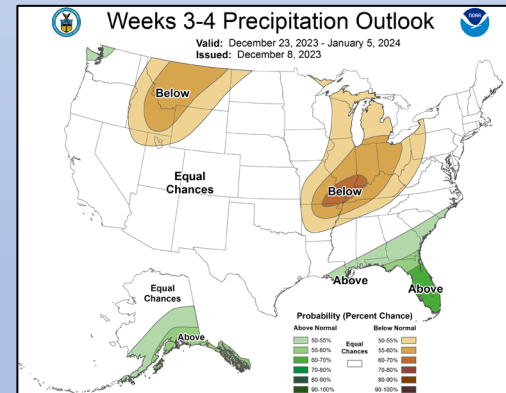 Weeks 3-4 Precipitation Outlook
NOAA
Valid: December 23, 2023 - January 5, 2024
Issued: December 8, 2023
Below
Equal
Chances
Below
Above
Above
Equal
Chances
Above
Probability (Percent Chance)
Above Normal
Below Normal
Equal
Chances
50-55%
55-60%
60-70%
70-80%
80-90%
90-100%
50-55%
55-60%
60-70%
70-80%
80-90%
90-100%